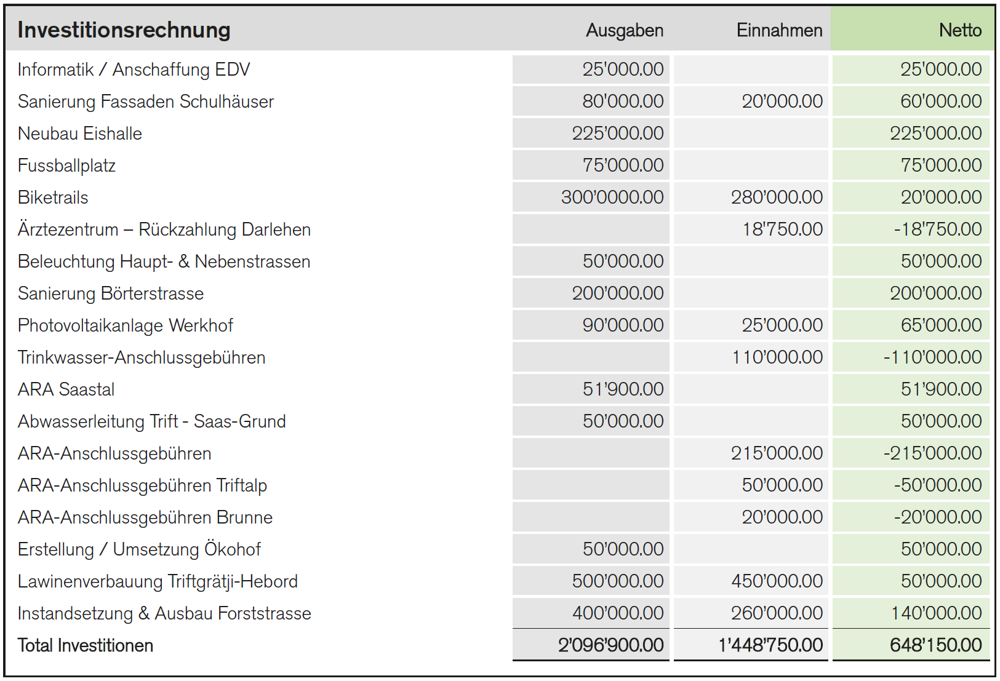 Investitionsrechnung Ausgaben Einnahmen Netto
Informatik / Anschaffung EDV 25'000.00 25'000.00
Sanierung Fassaden Schulhäuser 80'000.00 20’000.00 60'000.00
Neubau Eishalle 225’000.00 225’000.00
Fussballplatz 75’000.00 75’000.00
Biketrails 300’0000.00 280’000.00 20’000.00
Ärztezentrum – Rückzahlung Darlehen 18'750.00 -18’750.00
Beleuchtung Haupt- & Nebenstrassen 50’000.00 50’000.00
Sanierung Börterstrasse 200’000.00 200’000.00
Photovoltaikanlage Werkhof 90’000.00 25’000.00 65’000.00
Trinkwasser-Anschlussgebühren 110’000.00 -110’000.00
ARA Saastal 51’900.00 51’900.00
Abwasserleitung Trift - Saas-Grund 50’000.00 50’000.00
ARA-Anschlussgebühren 215’000.00 -215’000.00
ARA-Anschlussgebühren Triftalp 50’000.00 -50’000.00
ARA-Anschlussgebühren Brunne 20’000.00 -20’000.00
Erstellung / Umsetzung Ökohof 50’000.00 50’000.00
Lawinenverbauung Triftgrätji-Hebord 500’000.00 450’000.00 50’000.00
Instandsetzung & Ausbau Forststrasse 400’000.00 260’000.00 140’000.00
Total Investitionen 2’096’900.00 1’448’750.00 648’150.00